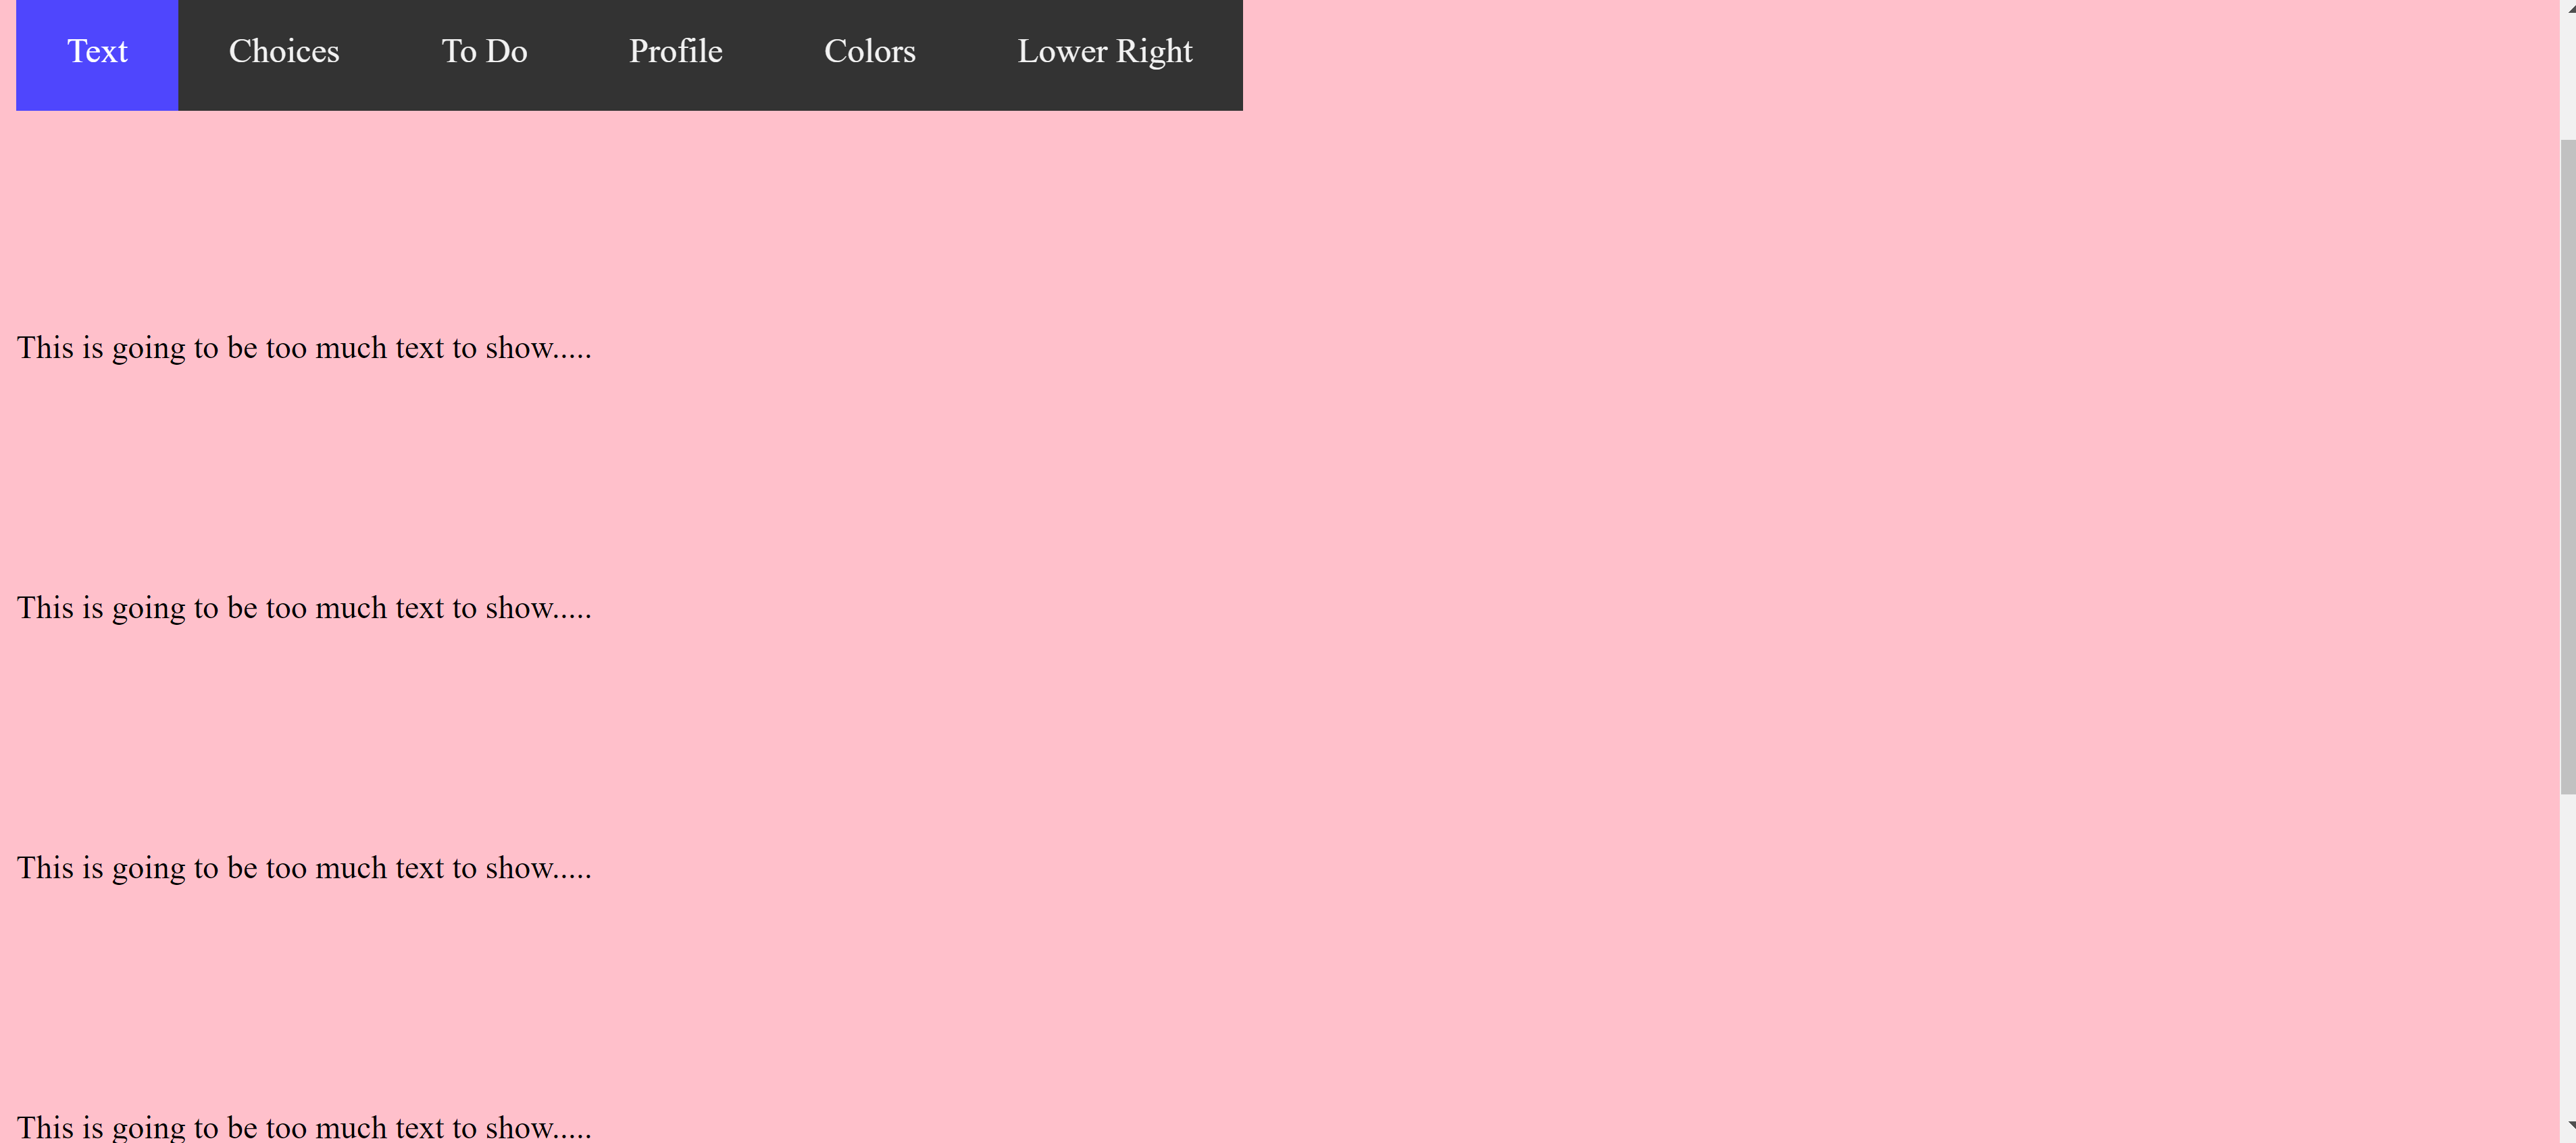 Text Choices To Do Profile Colors Lower Right
This is going to be too much text to show.....
This is going to be too much text to show.....
This is going to be too much text to show.....
This is going to be too much text to show.....